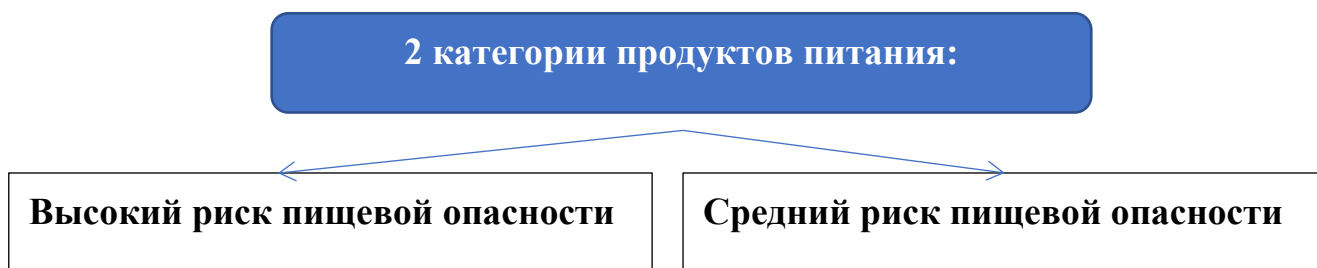 2 категории продуктов питания:
Высокий риск пищевой опасности
Средний риск пищевой опасности